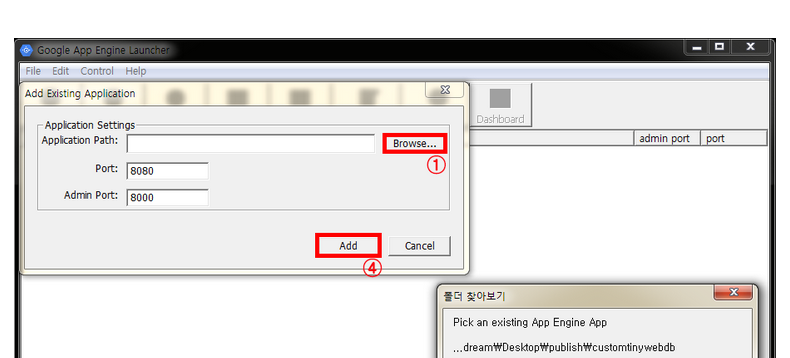 Google App Engine Launcher
File Edit Control Help
Add Existing Application
Dashboard
Application Settings
Application Path:
Browse...
admin port port
①
Port: 8080
Admin Port: 8000
Add Cancel
④
폴더 찾아보기
Pick an existing App Engine App
...dream₩Desktop₩publish₩customtinywebdb